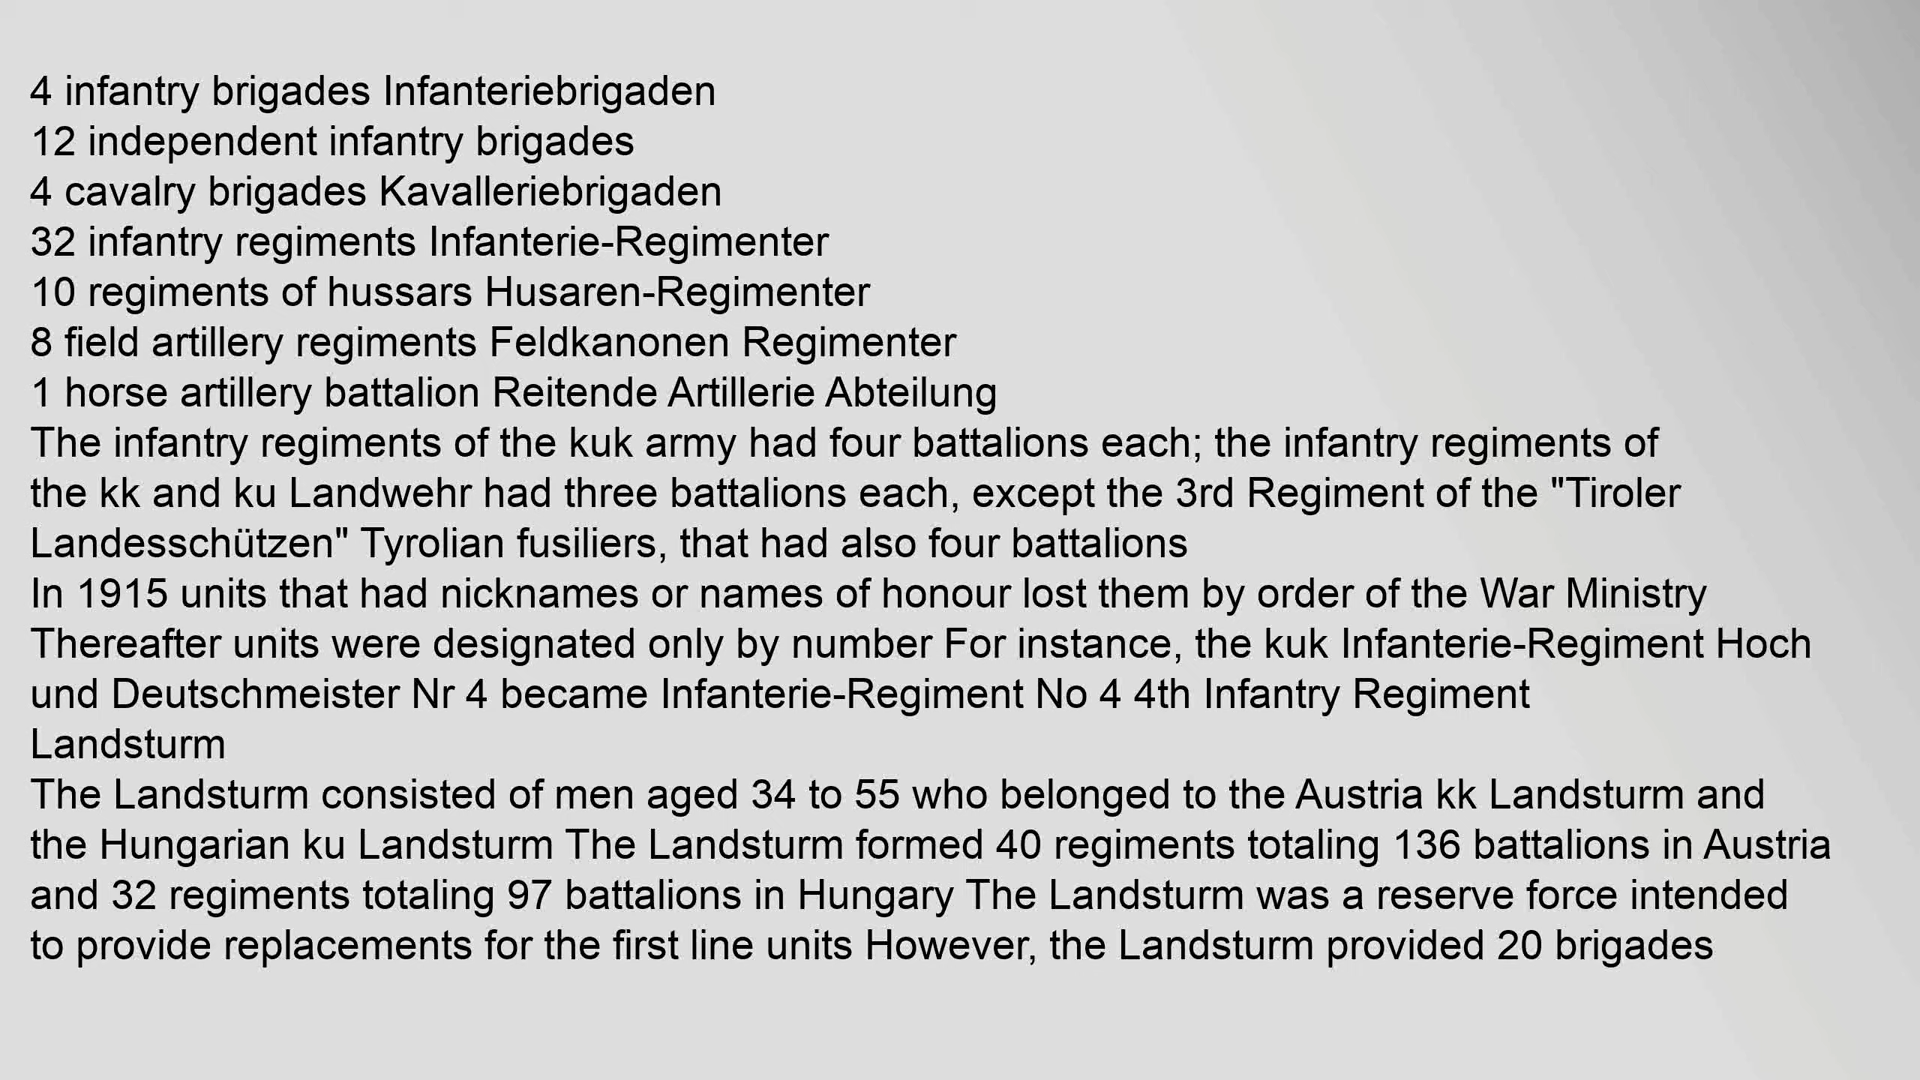 4 infantry brigades Infanteriebrigaden
12 independent infantry brigades
4 cavalry brigades Kavalleriebrigaden
32 infantry regiments Infanterie-Regimenter
10 regiments of hussars Husaren-Regimenter
8 field artillery regiments Feldkanonen Regimenter
1 horse artillery battalion Reitende Artillerie Abteilung
The infantry regiments of the kuk army had four battalions each; the infantry regiments of
the kk and ku Landwehr had three battalions each, except the 3rd Regiment of the "Tiroler
Landesschützen" Tyrolian fusiliers, that had also four battalions
In 1915 units that had nicknames or names of honour lost them by order of the War Ministry
Thereafter units were designated only by number For instance, the kuk Infanterie-Regiment Hoch
und Deutschmeister Nr 4 became Infanterie-Regiment No 4 4th Infantry Regiment
Landsturm
The Landsturm consisted of men aged 34 to 55 who belonged to the Austria kk Landsturm and
the Hungarian ku Landsturm The Landsturm formed 40 regiments totaling 136 battalions in Austria
and 32 regiments totaling 97 battalions in Hungary The Landsturm was a reserve force intended
to provide replacements for the first line units However, the Landsturm provided 20 brigades